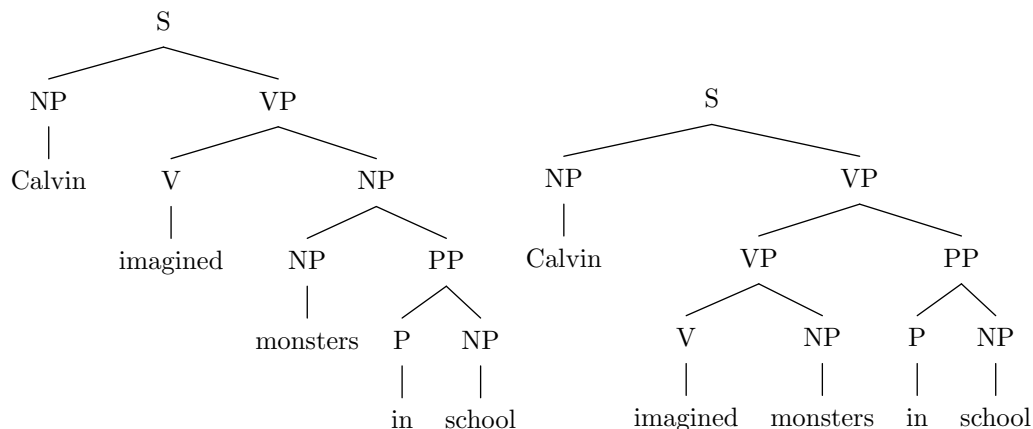 S
NP VP
Calvin V NP
imagined NP PP
monsters P NP
in school
S
NP VP
Calvin VP PP
V NP P NP
imagined monsters in school